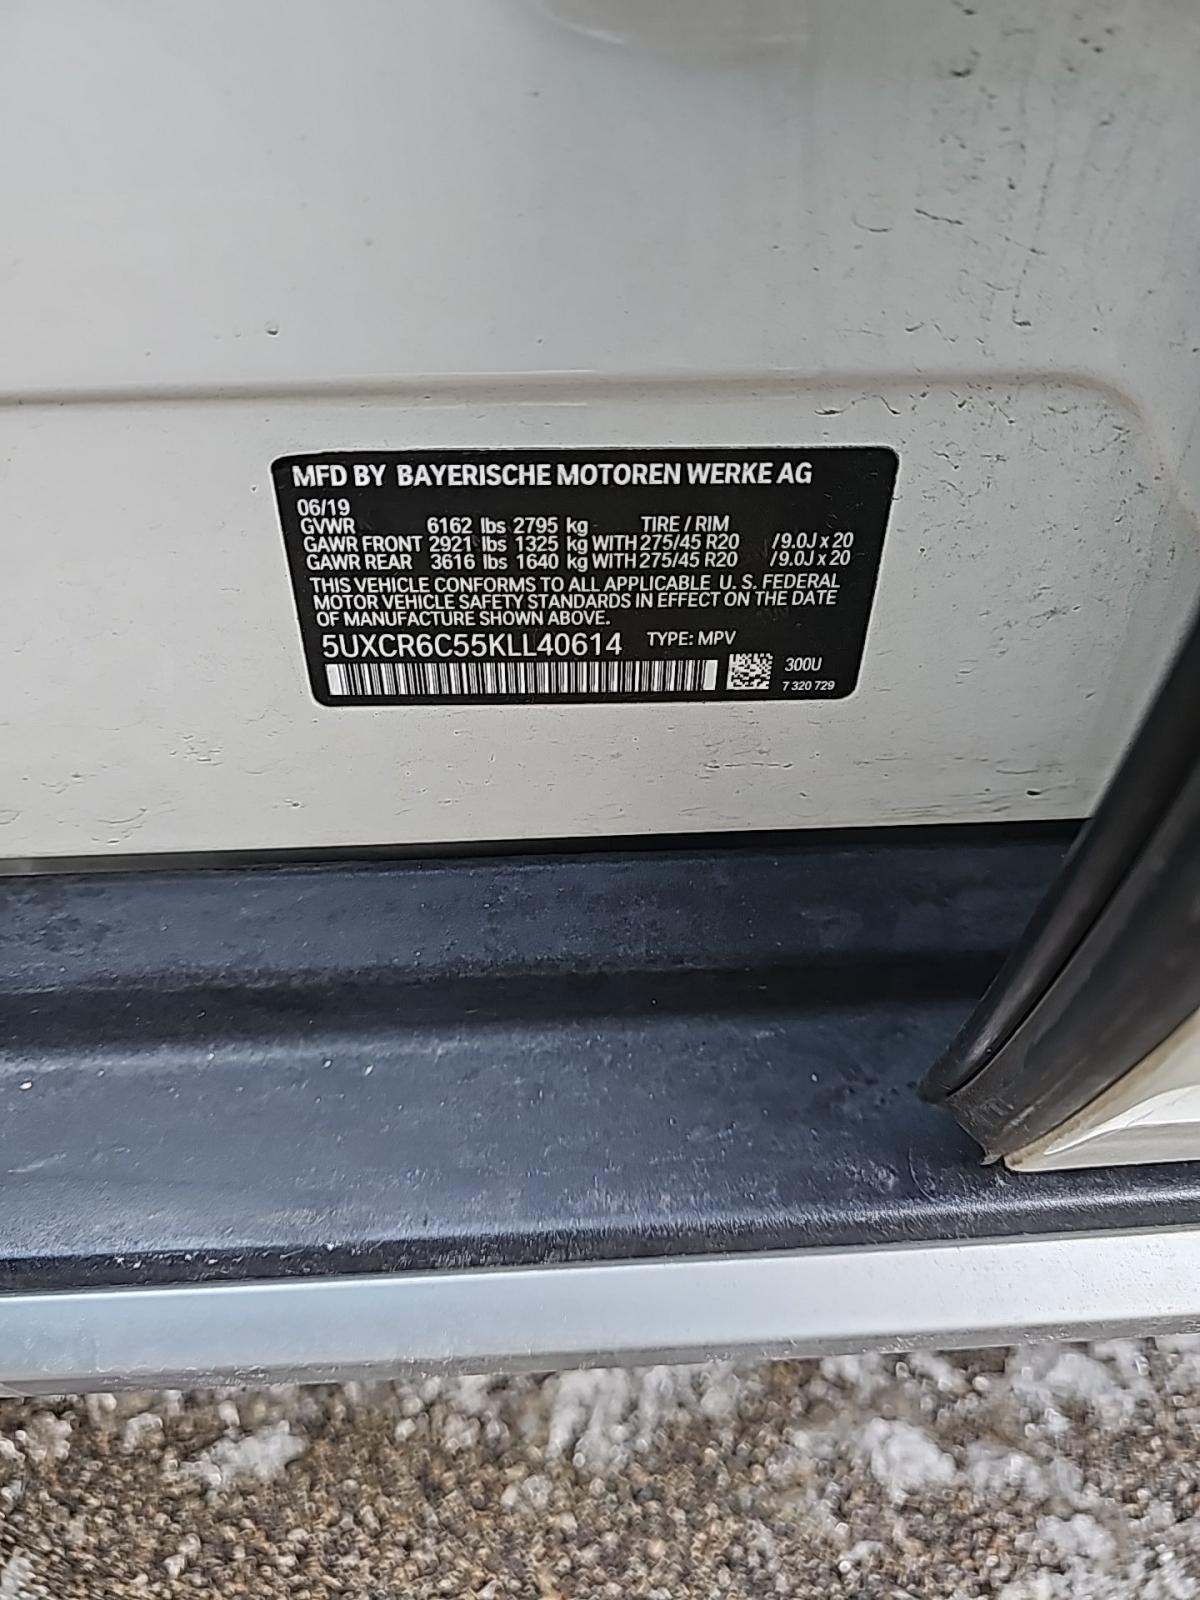 MFD BY BAYERISCHE MOTOREN WERKE AG
06/19
GVWR 6162 lbs 2795 kg TIRE / RIM
GAWR FRONT 2921 lbs 1325 kg WITH 275/45 R20 /9.0J x 20
GAWR REAR 3616 lbs 1640 kg WITH 275/45 R20 /9.0J x 20
THIS VEHICLE CONFORMS TO ALL APPLICABLE U. S. FEDERAL
MOTOR VEHICLE SAFETY STANDARDS IN EFFECT ON THE DATE
OF MANUFACTURE SHOWN ABOVE.
5UXCR6C55KLL40614 TYPE: MPV
300U
7 320 729